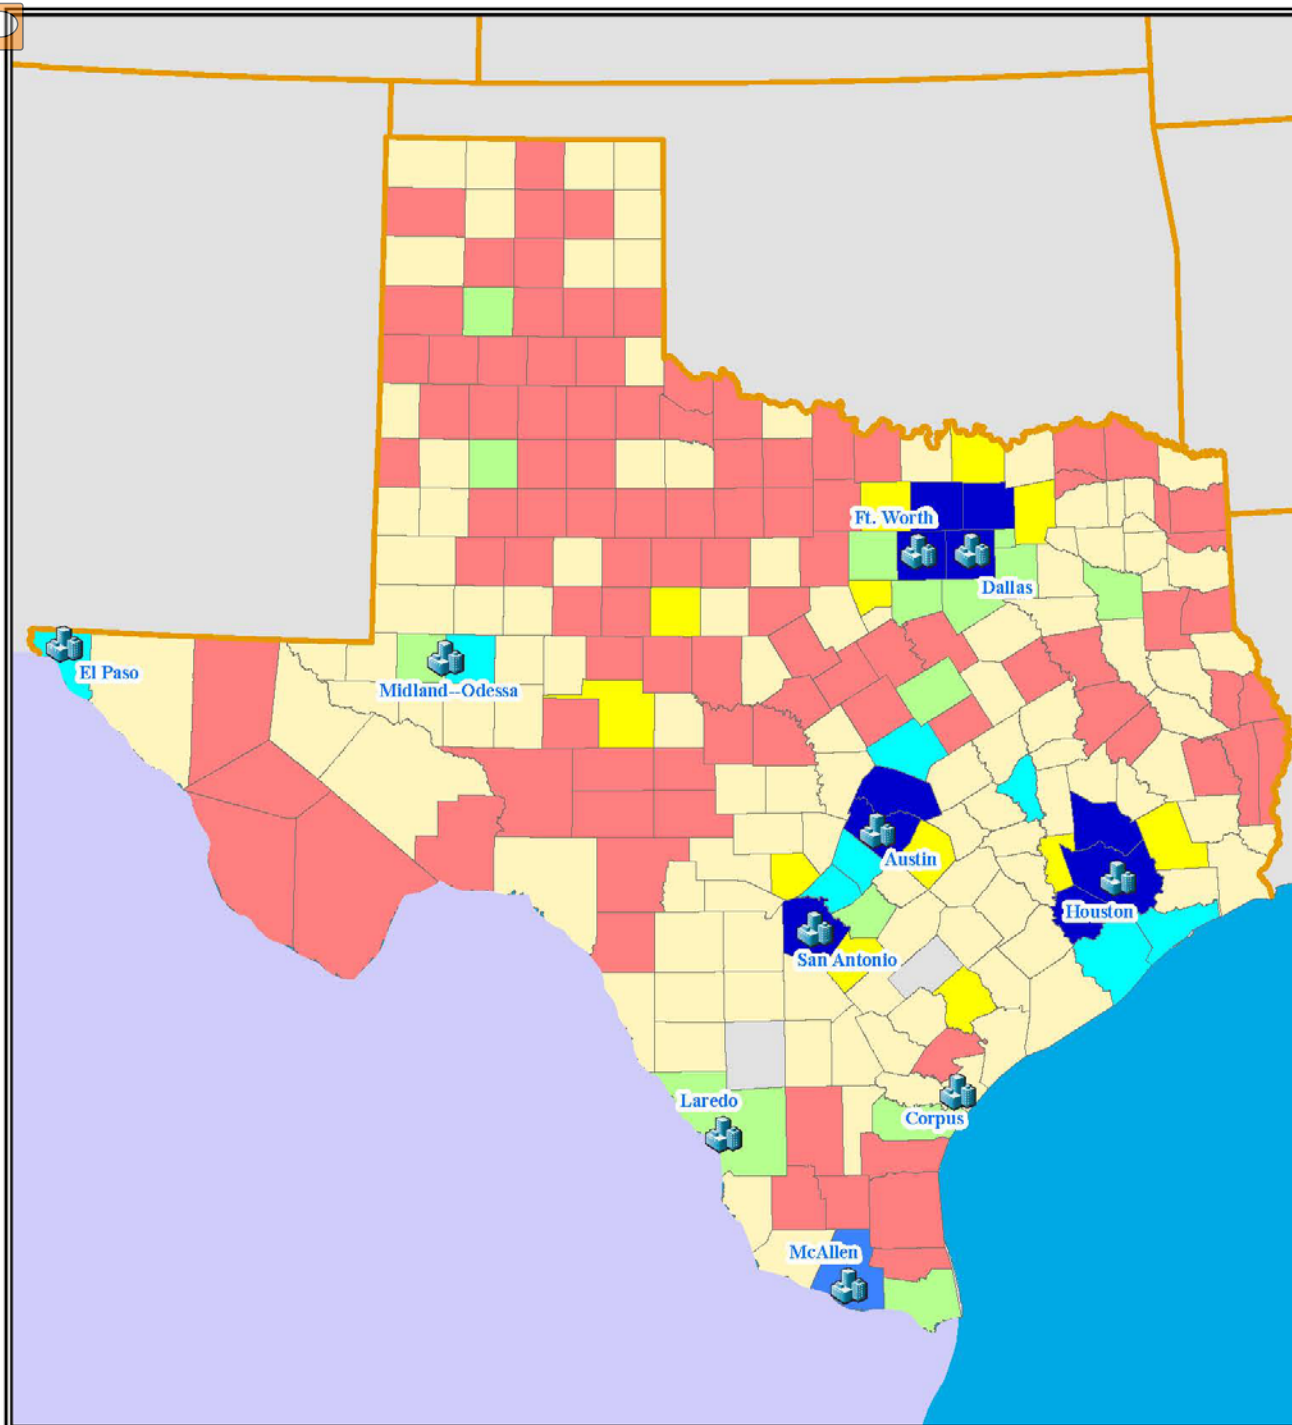 Ft. Worth
Dallas
El Paso
Midland--Odessa
Austin
Houston
San Antonio
Laredo
Corpus
McAllen